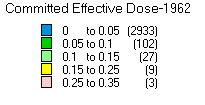 Committed Effective Dose-1962
0 to 0.05 (2933)
0.05 to 0.1 (102)
0.1 to 0.15 (27)
0.15 to 0.25 (9)
0.25 to 0.35 (3)